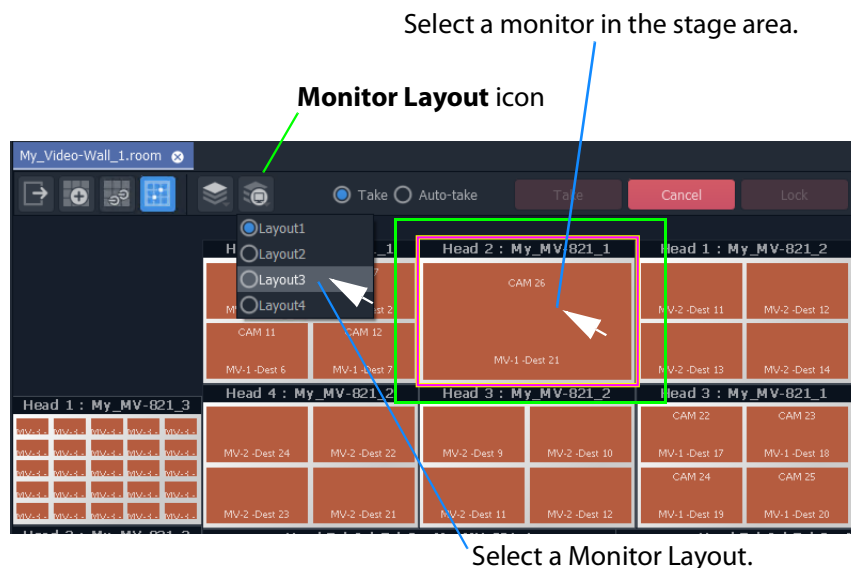 Select a monitor in the stage area.
Monitor Layout icon
My_Video-Wall_1.room
Take Auto-take Take Cancel Lock
Layout1
Layout2
Layout3
Layout4
Head 2 : My_MV-821_1
Head 1 : My_MV-821_2
CAM 26
MV-2 -Dest 11
MV-2 -Dest 12
CAM 11
CAM 12
MV-1 -Dest 6
MV-1 -Dest 7
MV-1 -Dest 21
MV-2 -Dest 13
MV-2 -Dest 14
Head 1 : My_MV-821_3
Head 4 : My_MV-821_2
Head 3 : My_MV-821_2
Head 3 : My_MV-821_1
CAM 22
CAM 23
MV-2 -Dest 24
MV-2 -Dest 22
MV-2 -Dest 9
MV-2 -Dest 10
MV-1 -Dest 17
MV-1 -Dest 18
CAM 24
CAM 25
MV-2 -Dest 23
MV-2 -Dest 21
MV-2 -Dest 11
MV-2 -Dest 12
MV-1 -Dest 19
MV-1 -Dest 20
Select a Monitor Layout.